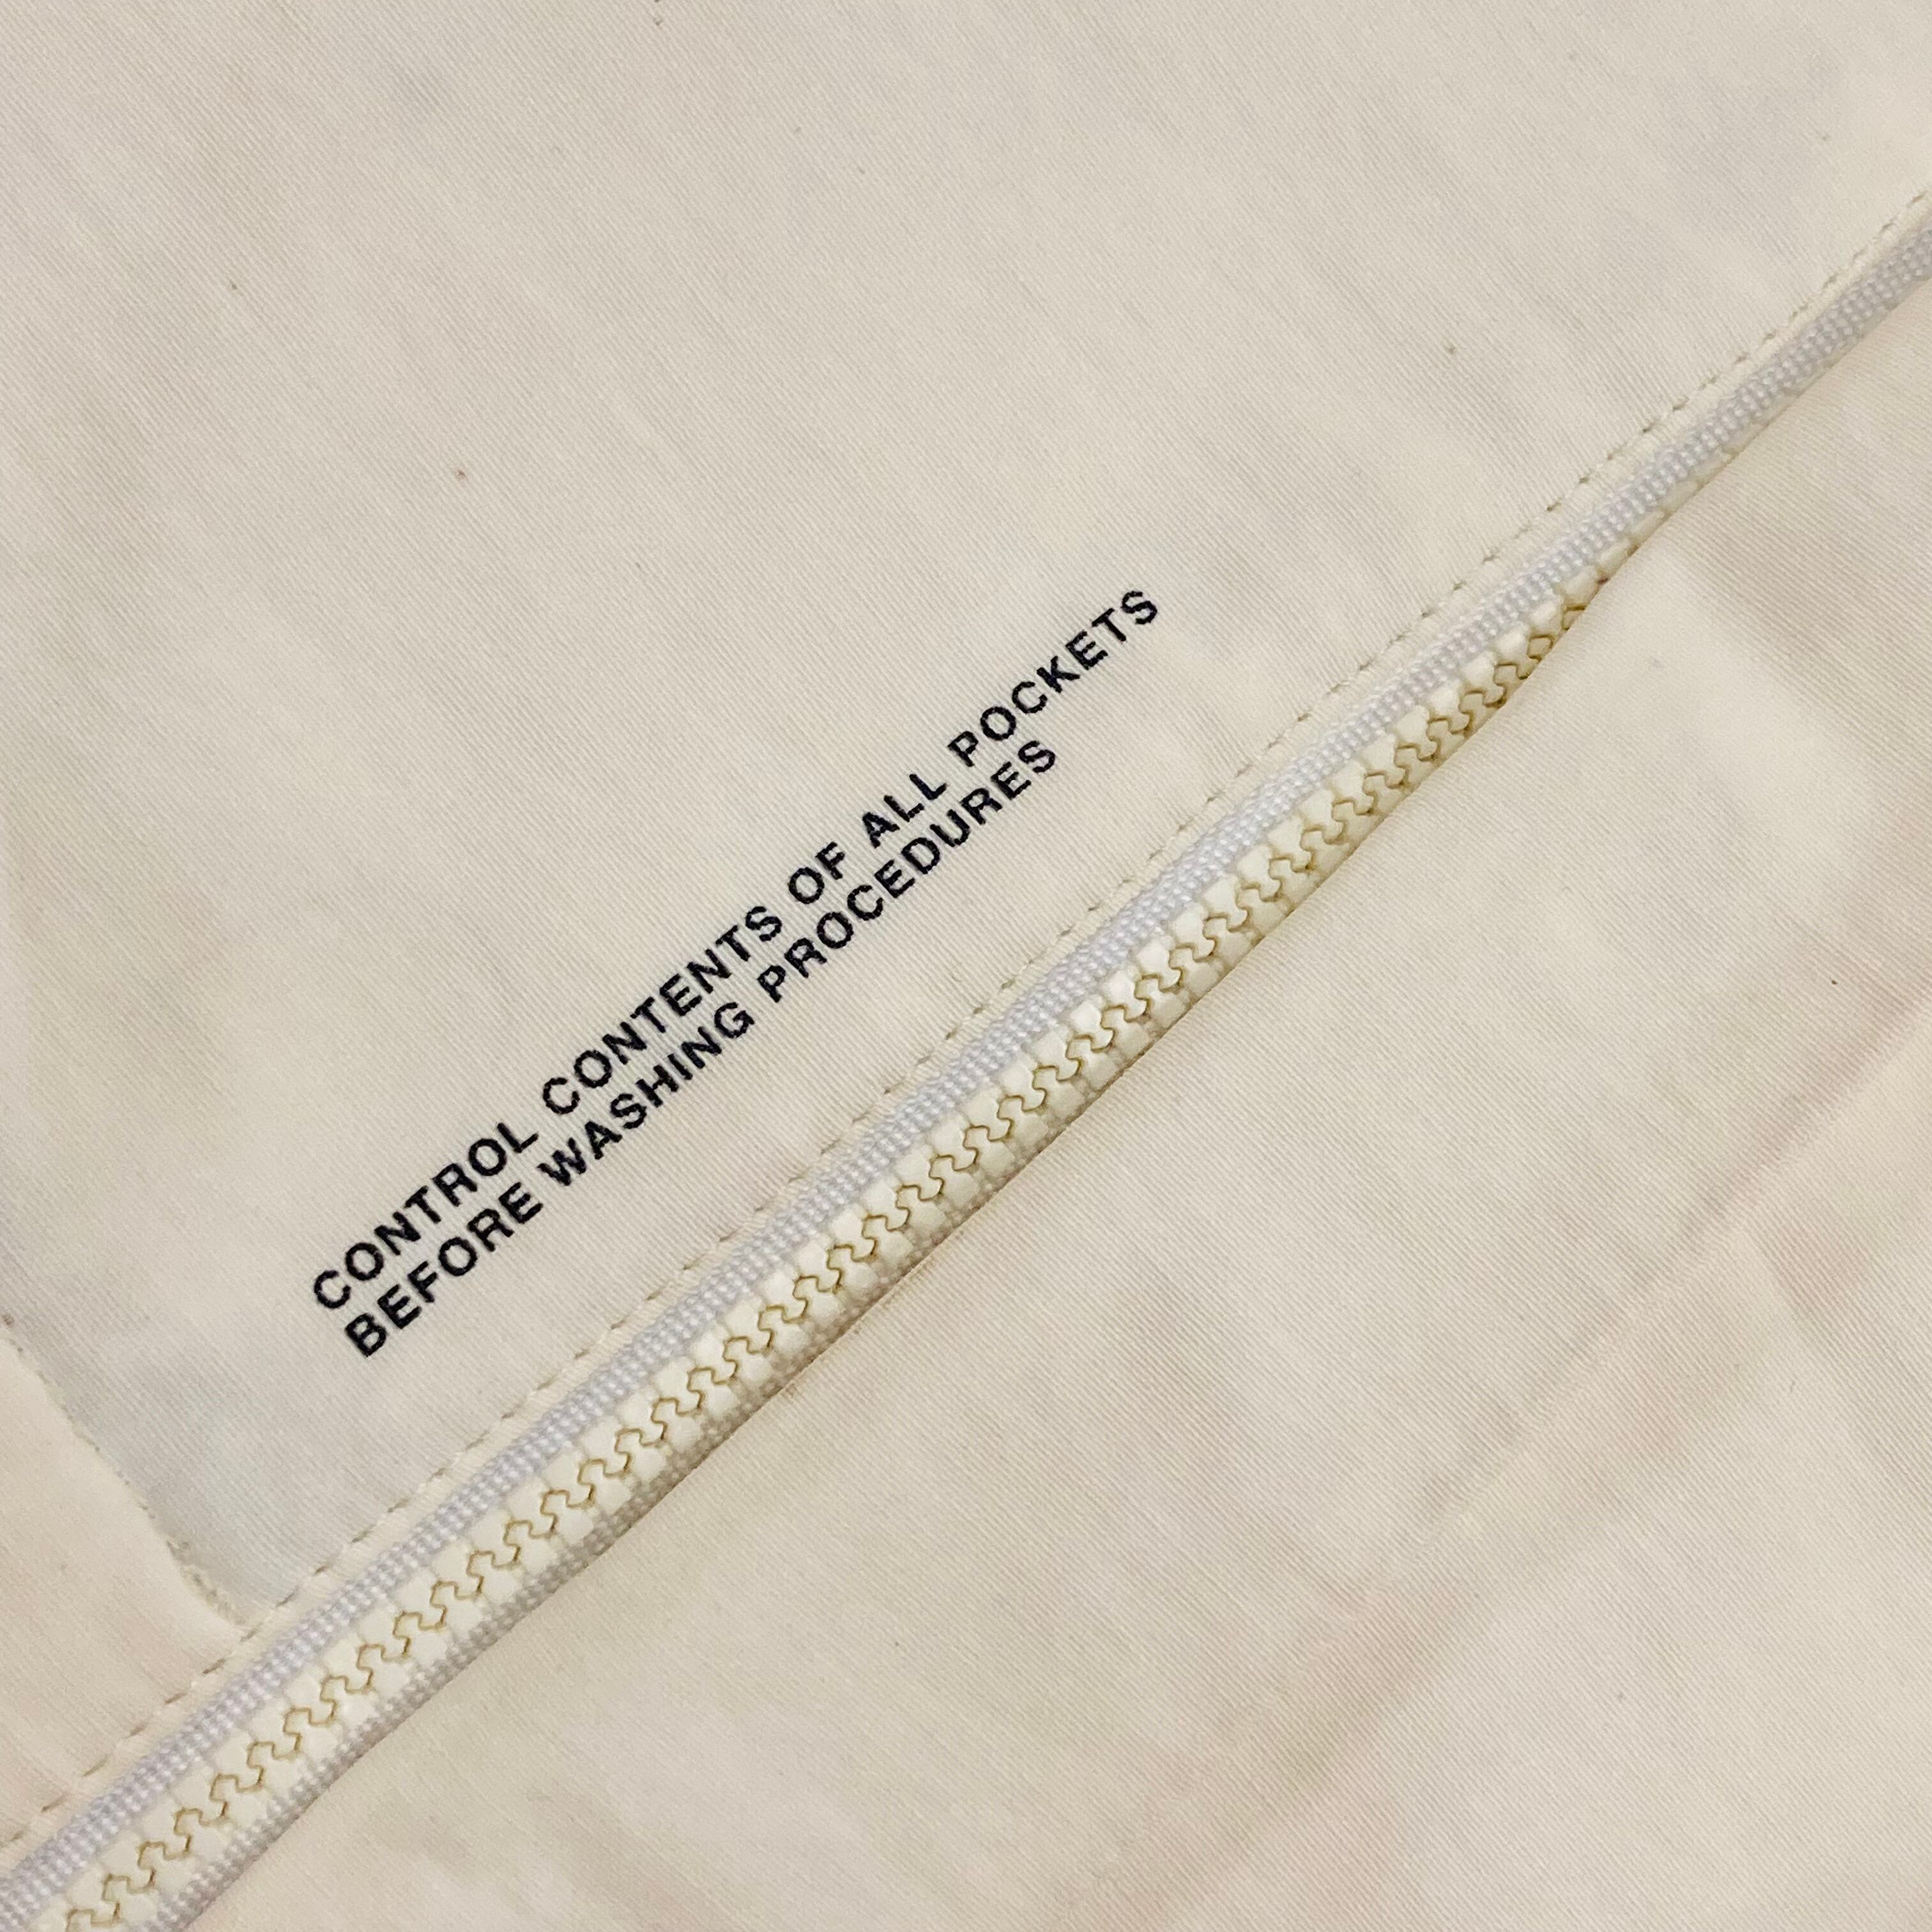 CONTROL CONTENTS OF ALL POCKETS
BEFORE WASHING PROCEDURES